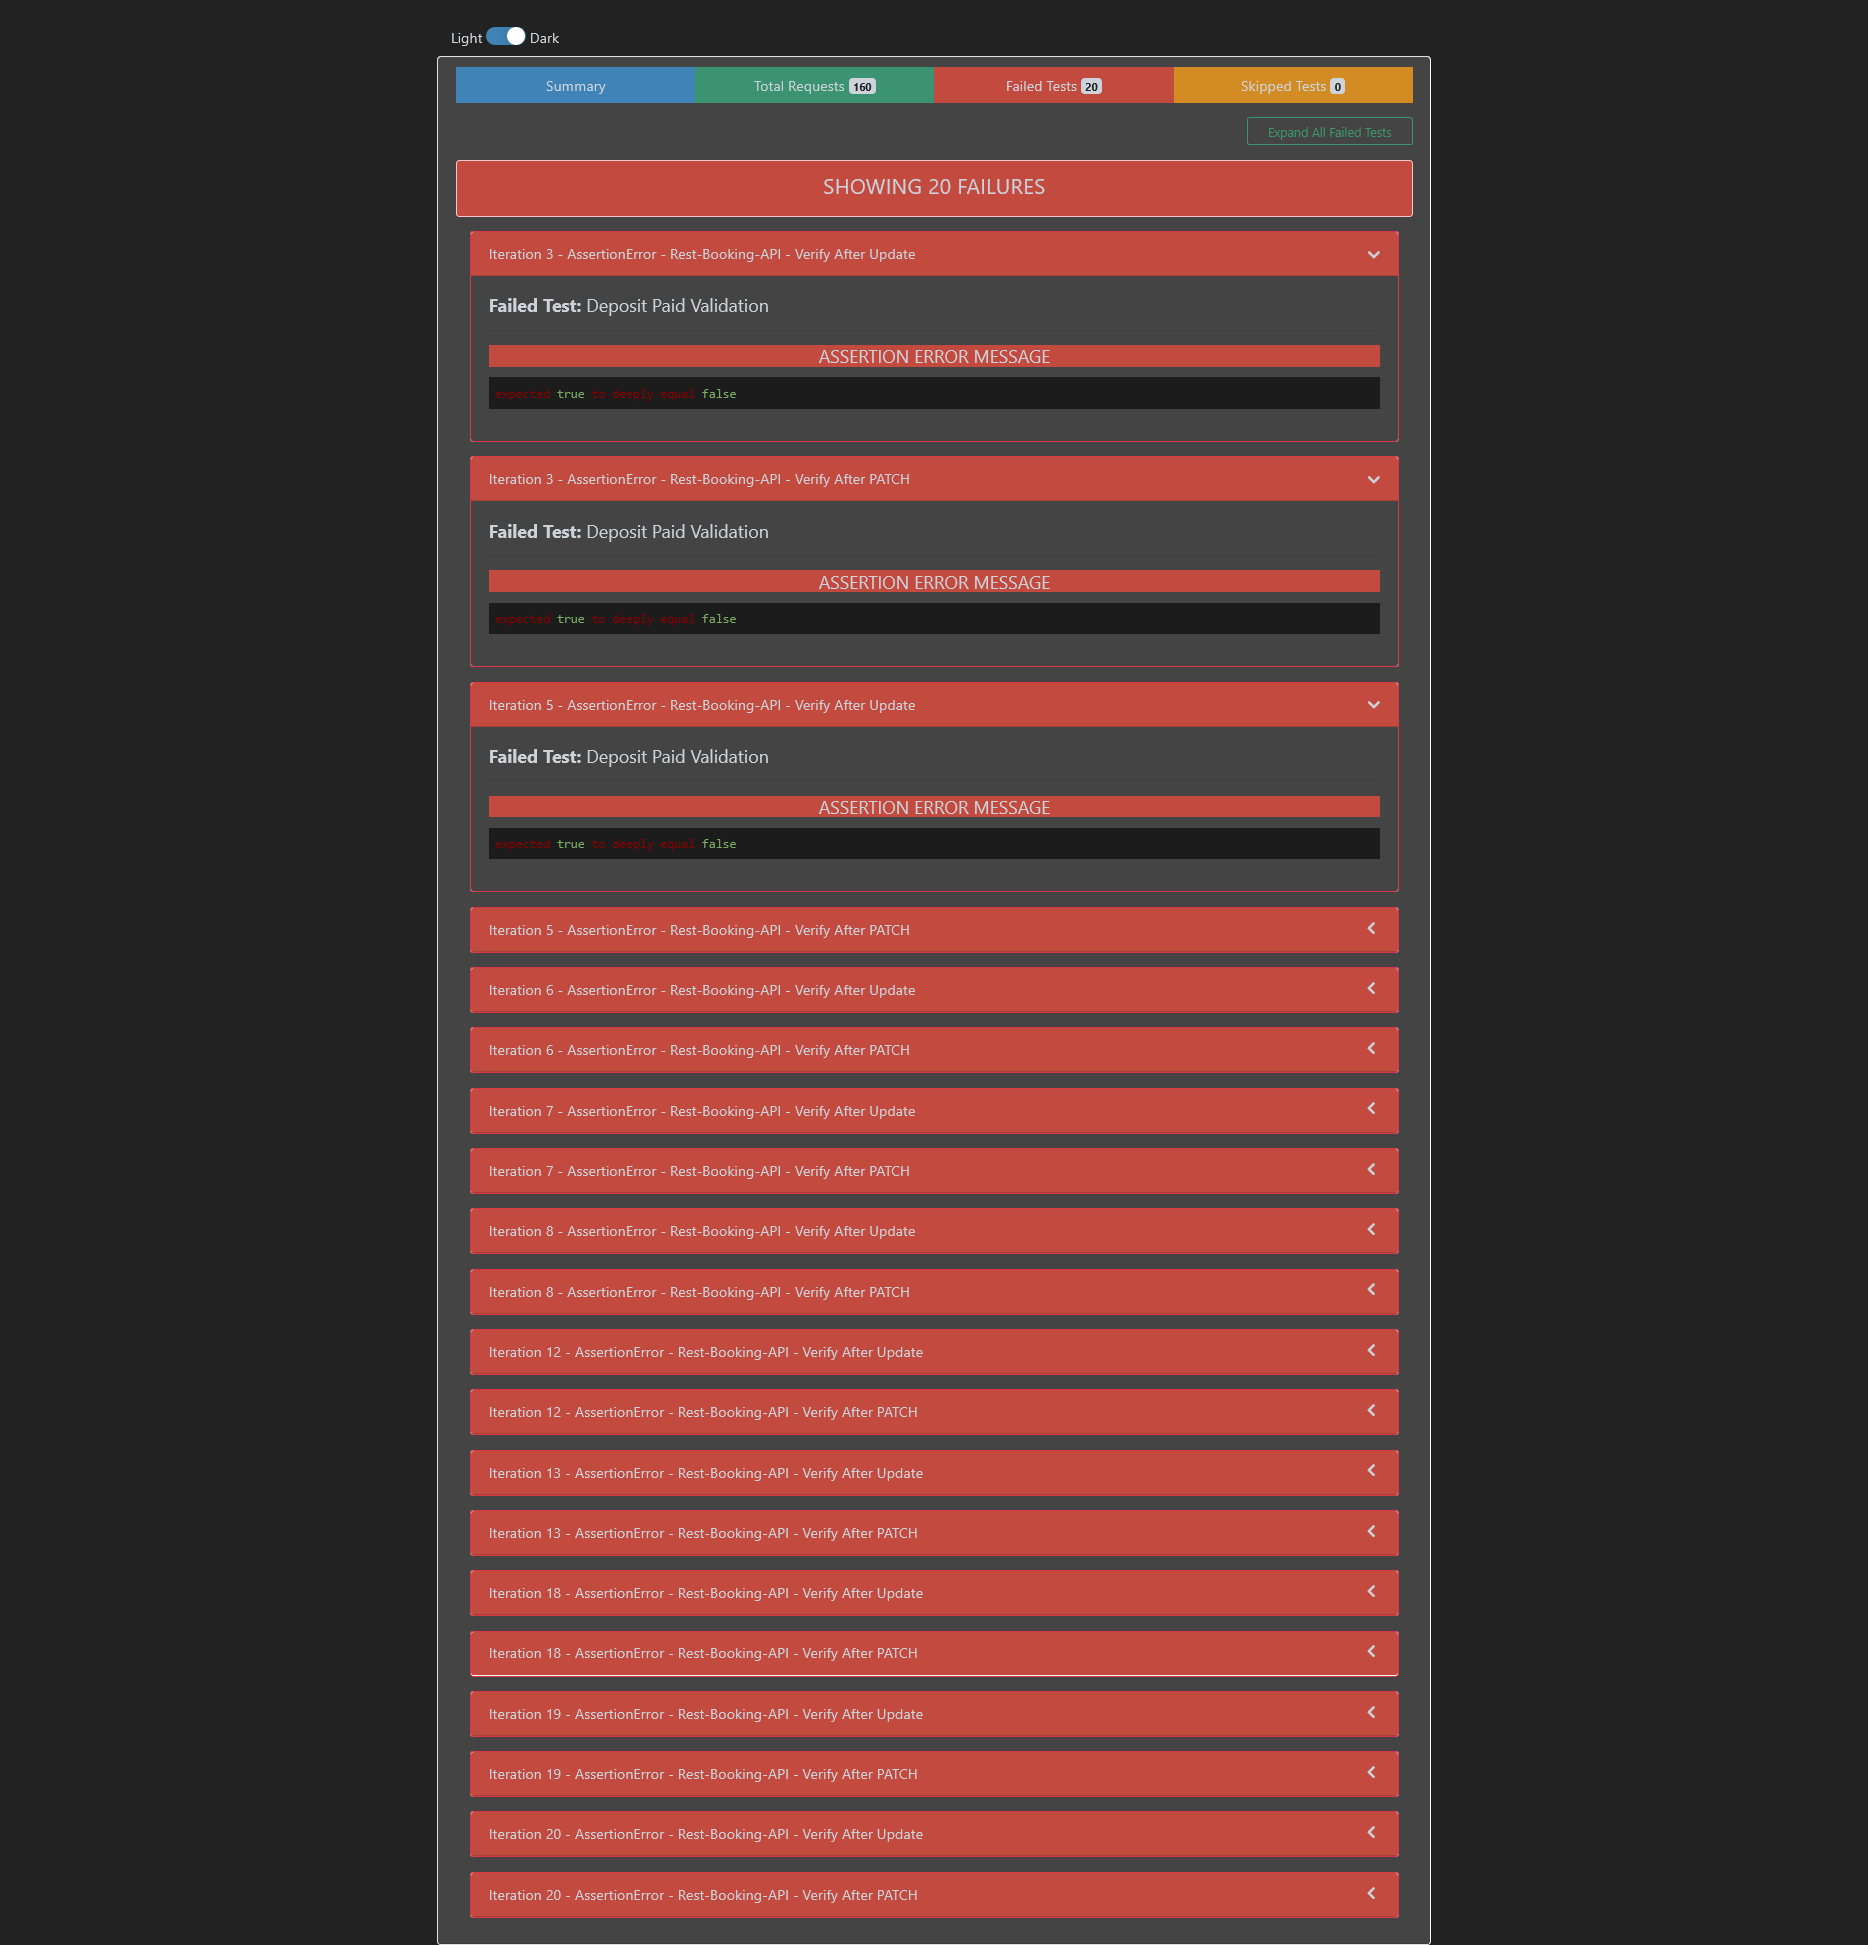 Light Dark
Summary Total Requests 160 Failed Tests 20 Skipped Tests 0
Expand All Failed Tests
SHOWING 20 FAILURES
Iteration 3 - AssertionError - Rest-Booking-API - Verify After Update
Failed Test: Deposit Paid Validation
ASSERTION ERROR MESSAGE
expected true to deeply equal false
Iteration 3 - AssertionError - Rest-Booking-API - Verify After PATCH
Failed Test: Deposit Paid Validation
ASSERTION ERROR MESSAGE
expected true to deeply equal false
Iteration 5 - AssertionError - Rest-Booking-API - Verify After Update
Failed Test: Deposit Paid Validation
ASSERTION ERROR MESSAGE
expected true to deeply equal false
Iteration 5 - AssertionError - Rest-Booking-API - Verify After PATCH
Iteration 6 - AssertionError - Rest-Booking-API - Verify After Update
Iteration 6 - AssertionError - Rest-Booking-API - Verify After PATCH
Iteration 7 - AssertionError - Rest-Booking-API - Verify After Update
Iteration 7 - AssertionError - Rest-Booking-API - Verify After PATCH
Iteration 8 - AssertionError - Rest-Booking-API - Verify After Update
Iteration 8 - AssertionError - Rest-Booking-API - Verify After PATCH
Iteration 12 - AssertionError - Rest-Booking-API - Verify After Update
Iteration 12 - AssertionError - Rest-Booking-API - Verify After PATCH
Iteration 13 - AssertionError - Rest-Booking-API - Verify After Update
Iteration 13 - AssertionError - Rest-Booking-API - Verify After PATCH
Iteration 18 - AssertionError - Rest-Booking-API - Verify After Update
Iteration 18 - AssertionError - Rest-Booking-API - Verify After PATCH
Iteration 19 - AssertionError - Rest-Booking-API - Verify After Update
Iteration 19 - AssertionError - Rest-Booking-API - Verify After PATCH
Iteration 20 - AssertionError - Rest-Booking-API - Verify After Update
Iteration 20 - AssertionError - Rest-Booking-API - Verify After PATCH